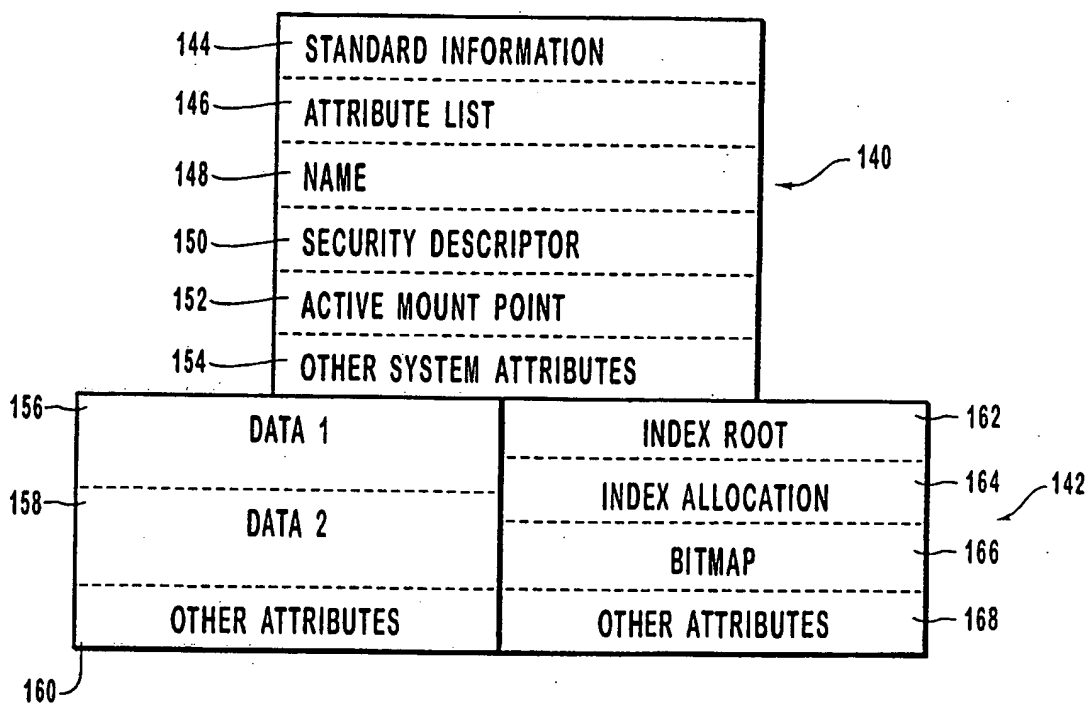 144 STANDARD INFORMATION
146 ATTRIBUTE LIST
148 NAME
140
150 SECURITY DESCRIPTOR
152 ACTIVE MOUNT POINT
154 OTHER SYSTEM ATTRIBUTES
156 DATA 1
158 DATA 2
OTHER ATTRIBUTES
160
INDEX ROOT 162
INDEX ALLOCATION 164
142
BITMAP 166
OTHER ATTRIBUTES 168